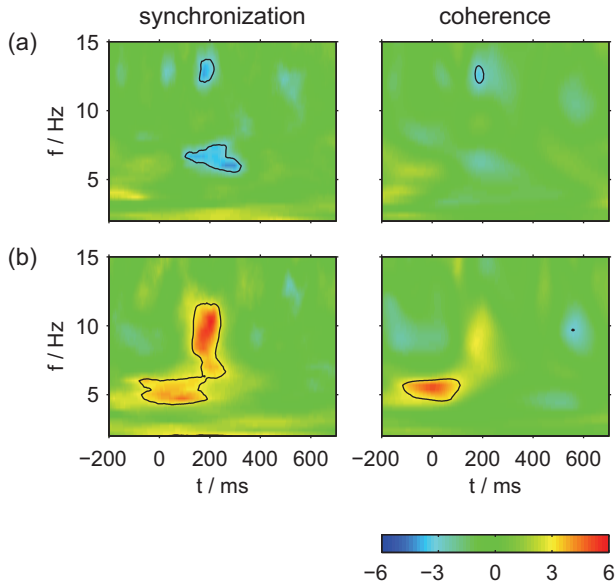 synchronization coherence
(a)
15
10
5
f / Hz
(b)
15
10
5
f / Hz
−200 0 200 400 600 −200 0 200 400 600
t / ms t / ms
−6 −3 0 3 6